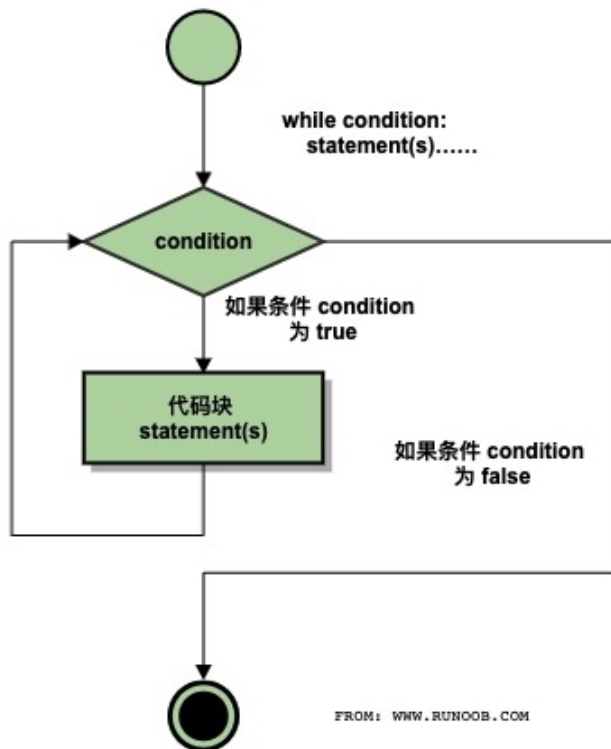 while condition:
statement(s)……
condition
如果条件 condition
为 true
代码块
statement(s)
如果条件 condition
为 false
FROM: WWW.RUNOOB.COM